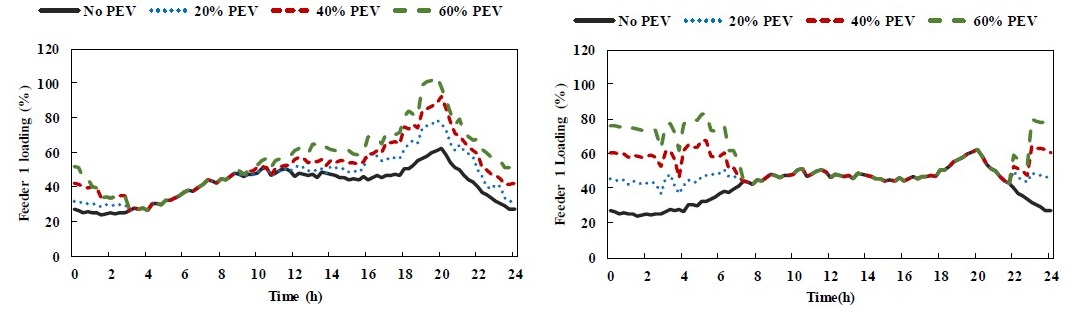 No PEV 20% PEV 40% PEV 60% PEV
120
100
80
60
40
20
0
Feeder 1 loading (%)
0 2 4 6 8 10 12 14 16 18 20 22 24
Time (h)
No PEV 20% PEV 40% PEV 60% PEV
120
100
80
60
40
20
0
Feeder 1 Loading (%)
0 2 4 6 8 10 12 14 16 18 20 22 24
Time(h)